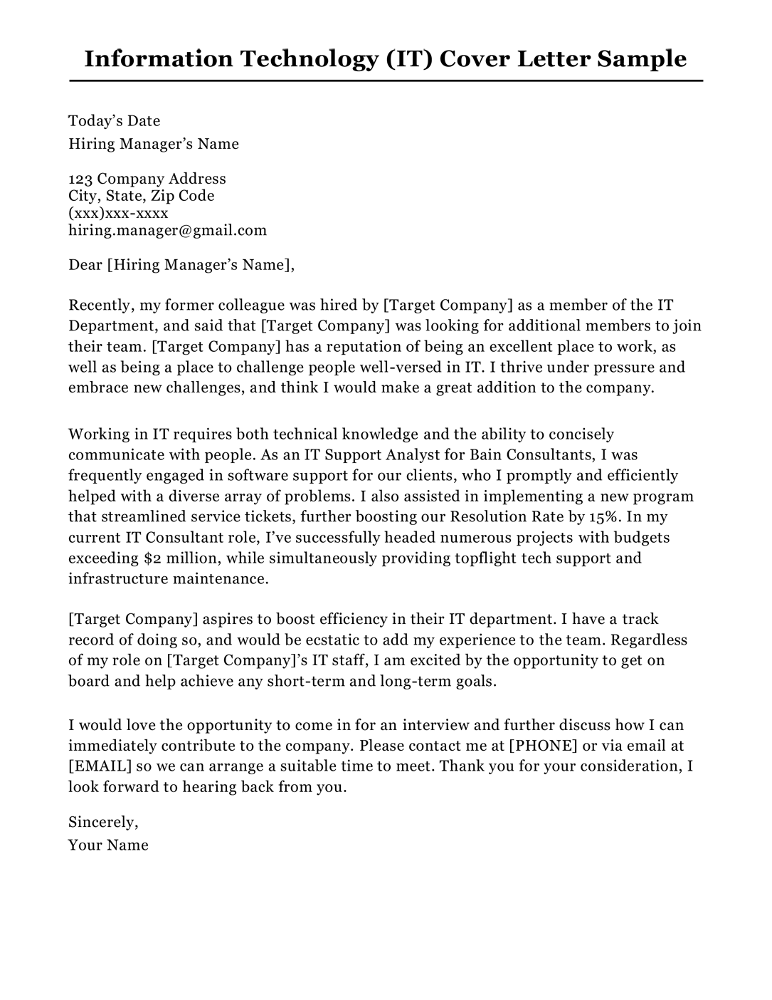 Information Technology (IT) Cover Letter Sample
Today’s Date
Hiring Manager’s Name
123 Company Address
City, State, Zip Code
(xxx)xxx-xxxx
hiring.manager@gmail.com
Dear [Hiring Manager’s Name],
Recently, my former colleague was hired by [Target Company] as a member of the IT
Department, and said that [Target Company] was looking for additional members to join
their team. [Target Company] has a reputation of being an excellent place to work, as
well as being a place to challenge people well-versed in IT. I thrive under pressure and
embrace new challenges, and think I would make a great addition to the company.
Working in IT requires both technical knowledge and the ability to concisely
communicate with people. As an IT Support Analyst for Bain Consultants, I was
frequently engaged in software support for our clients, who I promptly and efficiently
helped with a diverse array of problems. I also assisted in implementing a new program
that streamlined service tickets, further boosting our Resolution Rate by 15%. In my
current IT Consultant role, I’ve successfully headed numerous projects with budgets
exceeding $2 million, while simultaneously providing topflight tech support and
infrastructure maintenance.
[Target Company] aspires to boost efficiency in their IT department. I have a track
record of doing so, and would be ecstatic to add my experience to the team. Regardless
of my role on [Target Company]’s IT staff, I am excited by the opportunity to get on
board and help achieve any short-term and long-term goals.
I would love the opportunity to come in for an interview and further discuss how I can
immediately contribute to the company. Please contact me at [PHONE] or via email at
[EMAIL] so we can arrange a suitable time to meet. Thank you for your consideration, I
look forward to hearing back from you.
Sincerely,
Your Name